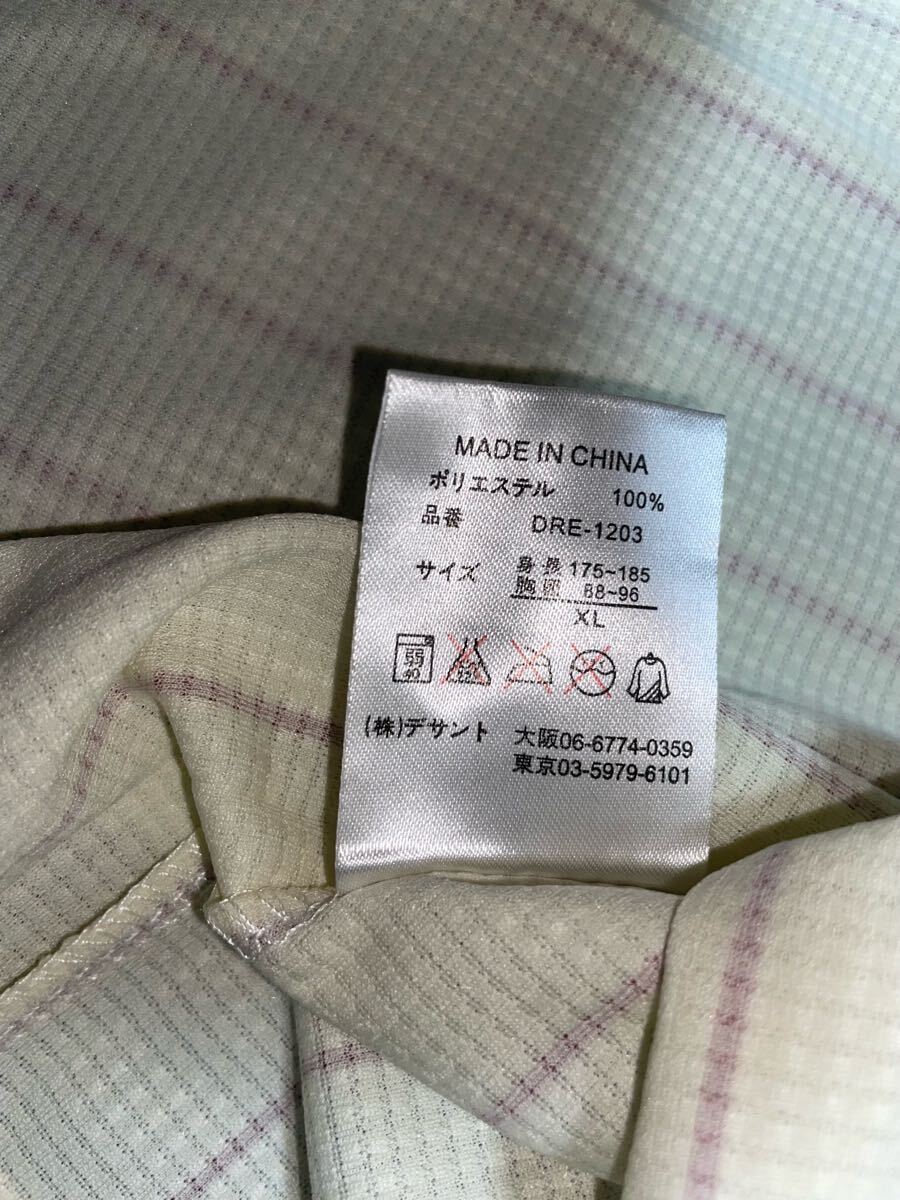 MADE IN CHINA
ポリエステル 100%
品番 DRE-1203
サイズ 身長 175~185
胸囲 88~96
XL
弱
40
(株)デサント 大阪06-6774-0359
東京03-5979-6101